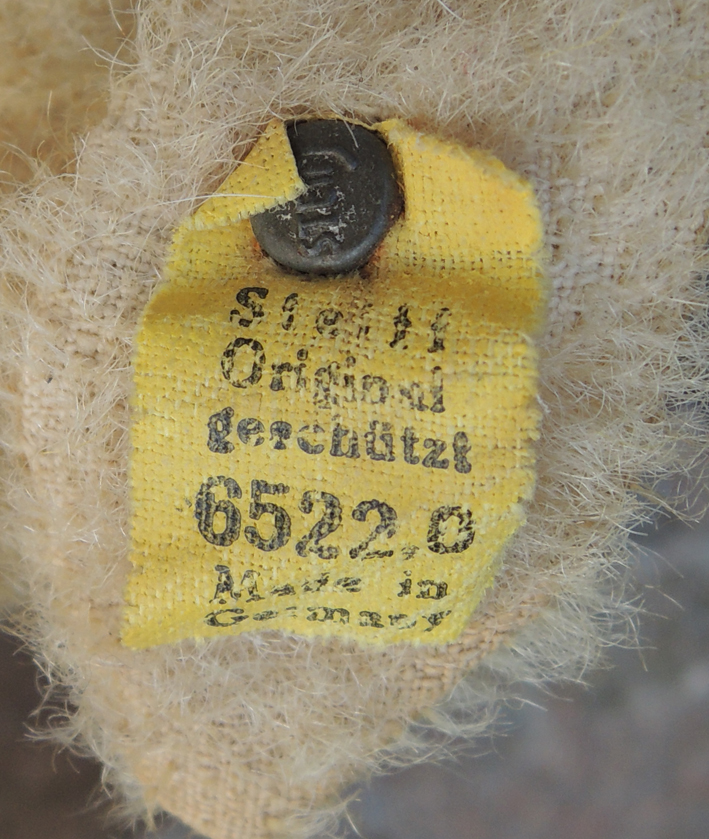 Steiff
Original
geschützt
6522,0
Made in
Germany